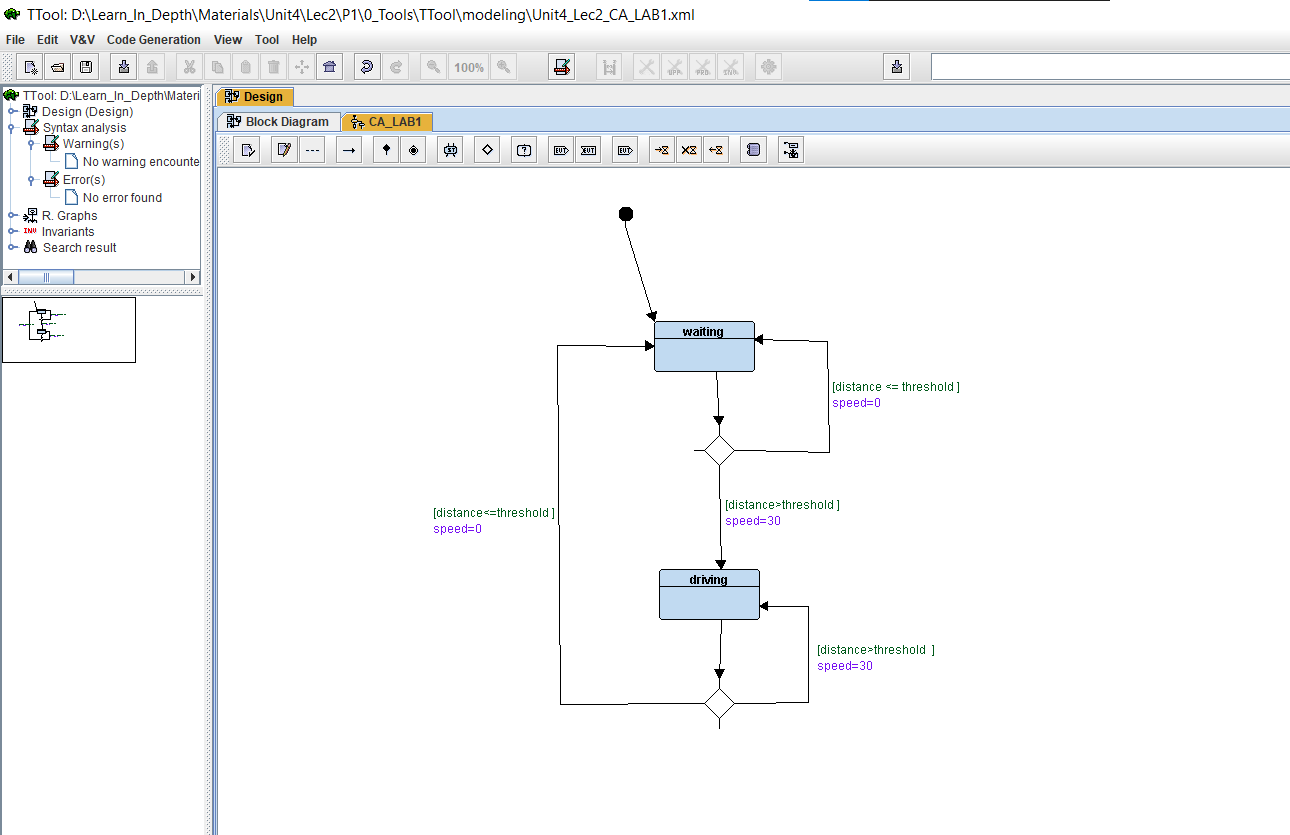 TTool: D:\Learn_In_Depth\Materials\Unit4\Lec2\P1\0_Tools\TTool\modeling\Unit4_Lec2_CA_LAB1.xml
File Edit V&V Code Generation View Tool Help
100%
TTool: D:\Learn_In_Depth\Materi
Design (Design)
Syntax analysis
Warning(s)
No warning encounte
Error(s)
No error found
R. Graphs
INV Invariants
Search result
Design
Block Diagram CA_LAB1
waiting
[distance <= threshold ]
speed=0
[distance>threshold ]
speed=30
[distance<=threshold ]
speed=0
driving
[distance>threshold ]
speed=30